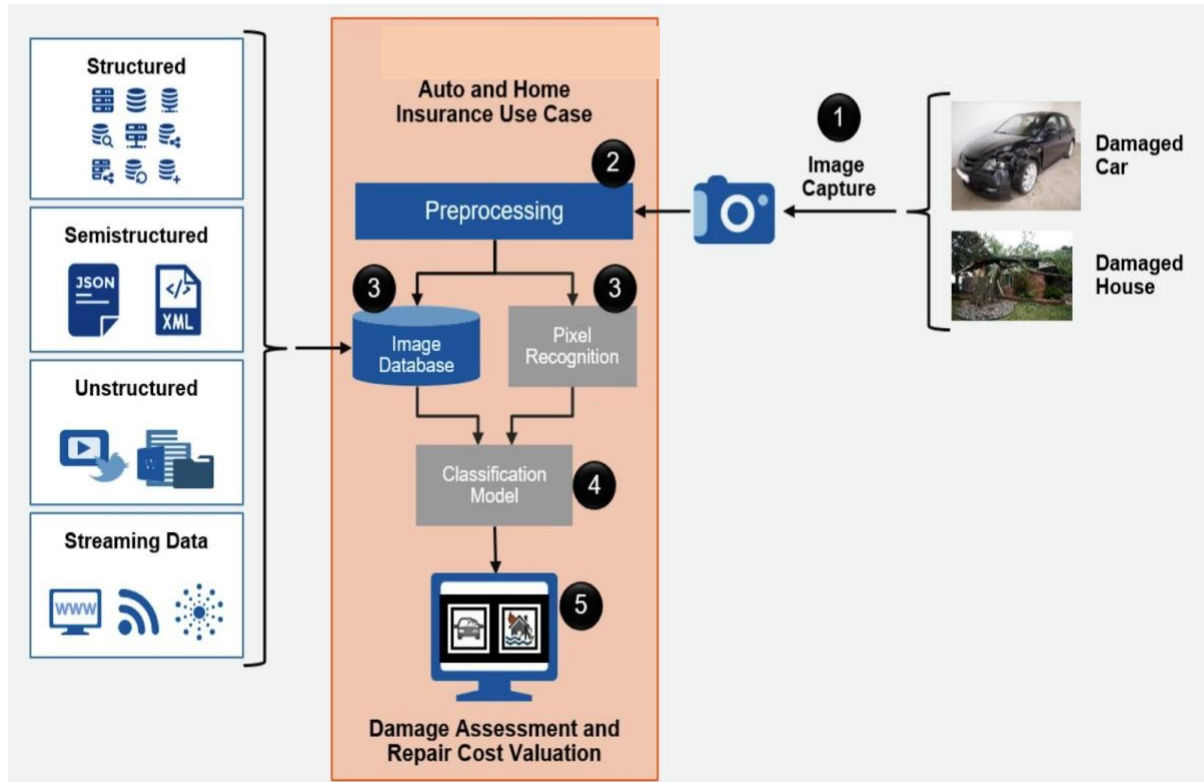 Structured
Semistructured
JSON
</>
XML
Unstructured
W
Streaming Data
WWW
Auto and Home
Insurance Use Case
2
Preprocessing
3
Image
Database
3
Pixel
Recognition
Classification
Model
4
5
Damage Assessment and
Repair Cost Valuation
1
Image
Capture
Damaged
Car
Damaged
House